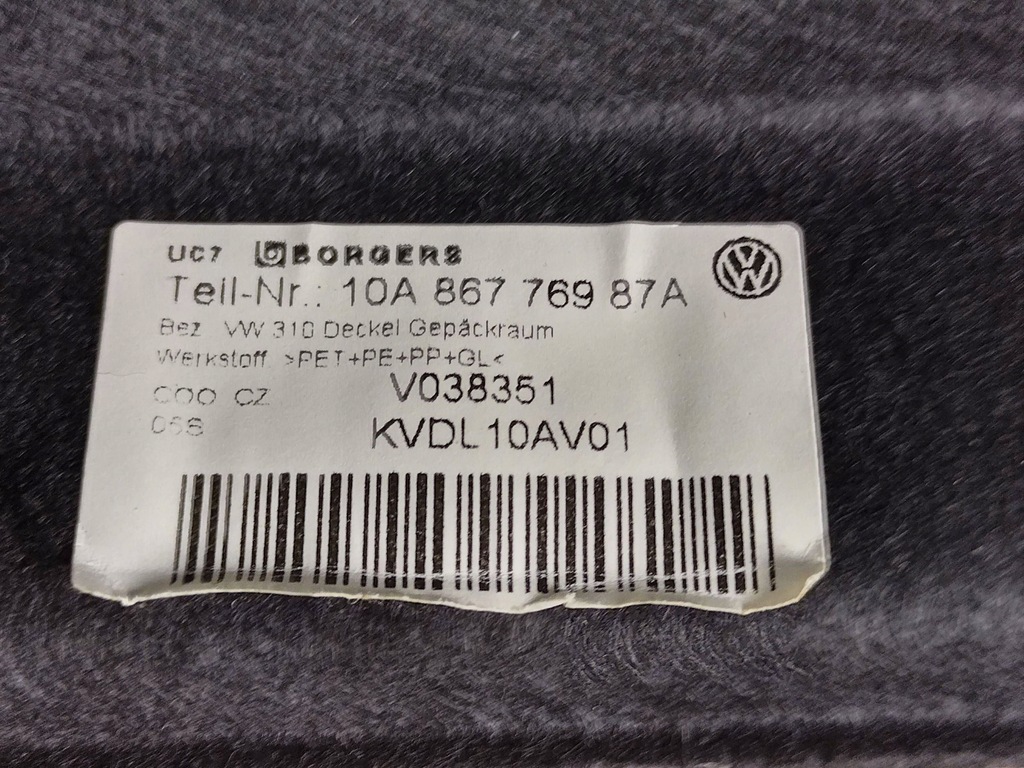 UC7 BORGERS
Teil-Nr.: 10A 867 769 87A
Bez. VW 310 Deckel Gepäckraum
Werkstoff >PET+PE+PP+GL<
COO CZ V038351
06S KVDL10AV01